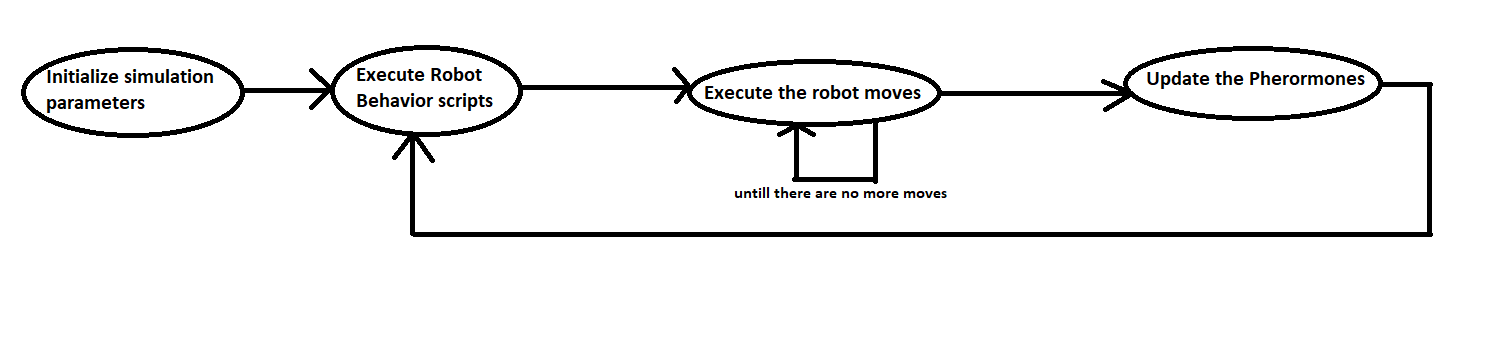 Initialize simulation
parameters
Execute Robot
Behavior scripts
Execute the robot moves
Update the Pherormones
untill there are no more moves